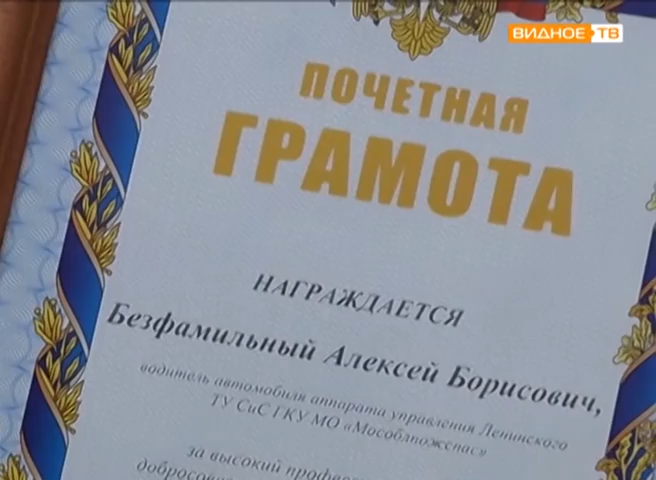 ВИДНОЕ ТВ
ПОЧЕТНАЯ
ГРАМОТА
НАГРАЖДАЕТСЯ
Безфамильный Алексей Борисович,
водитель автомобиля аппарата управления Ленинского
ТУ СиС ГКУ МО «Мособлпожспас»
за высокий